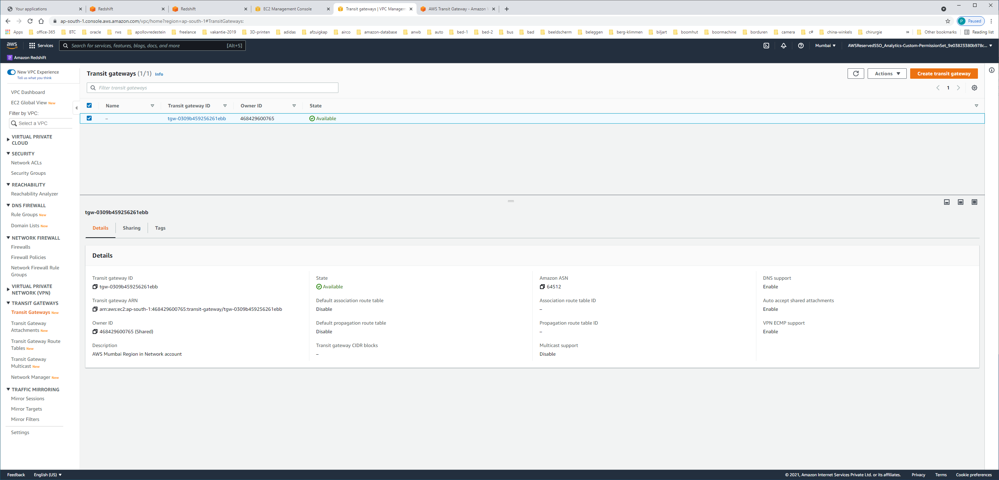 Your applications
Redshift
Redshift
EC2 Management Console
Transit gateways | VPC Managem
AWS Transit Gateway - Amazon
ap-south-1.console.aws.amazon.com/vpc/home?region=ap-south-1#TransitGateways:
P Paused
Apps office-365 BTC oracle rws apollovredestein freelance vakantie-2019 3D-printen adidas afzuigkap airco amazon-database anwb auto bed-1 bed-2 bus bad beeldscherm beleggen berg-klimmen biljart boomhut boormachine borduren camera c# china-winkels chirurgie » Other bookmarks Reading list
aws Services Search for services, features, blogs, docs, and more [Alt+S] Mumbai AWSReservedSSO_Analytics-Custom-PermissionSet_9e03823380b978c...
Amazon Redshift
New VPC Experience
Tell us what you think
VPC Dashboard
EC2 Global View New
Filter by VPC:
Select a VPC
VIRTUAL PRIVATE
CLOUD
SECURITY
Network ACLs
Security Groups
REACHABILITY
Reachability Analyzer
DNS FIREWALL
Rule Groups New
Domain Lists New
NETWORK FIREWALL
Firewalls
Firewall Policies
Network Firewall Rule
Groups
VIRTUAL PRIVATE
NETWORK (VPN)
TRANSIT GATEWAYS
Transit Gateways New
Transit Gateway
Attachments New
Transit Gateway Route
Tables New
Transit Gateway
Multicast New
Network Manager New
TRAFFIC MIRRORING
Mirror Sessions
Mirror Targets
Mirror Filters
Settings
Transit gateways (1/1) Info
Actions
Create transit gateway
Filter transit gateways
1
Name Transit gateway ID Owner ID State
– tgw-0309b459256261ebb 468429600765 Available
tgw-0309b459256261ebb
Details Sharing Tags
Details
Transit gateway ID
tgw-0309b459256261ebb
Transit gateway ARN
arn:aws:ec2:ap-south-1:468429600765:transit-gateway/tgw-0309b459256261ebb
Owner ID
468429600765 (Shared)
Description
AWS Mumbai Region in Network account
State
Available
Default association route table
Disable
Default propagation route table
Disable
Transit gateway CIDR blocks
–
Amazon ASN
64512
Association route table ID
–
Propagation route table ID
–
Multicast support
Disable
DNS support
Enable
Auto accept shared attachments
Enable
VPN ECMP support
Enable
Feedback English (US) © 2021, Amazon Internet Services Private Ltd. or its affiliates. Privacy Terms Cookie preferences